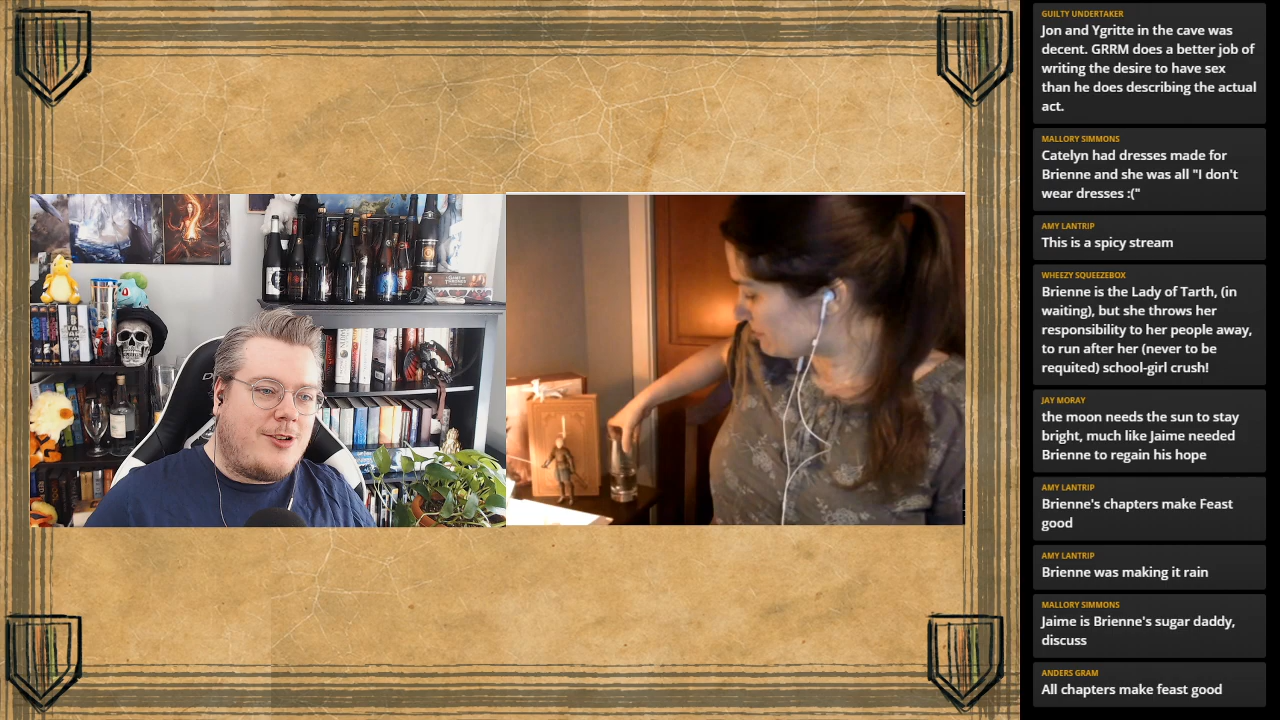 GUILTY UNDERTAKER
Jon and Ygritte in the cave was
decent. GRRM does a better job of
writing the desire to have sex
than he does describing the actual
act.
MALLORY SIMMONS
Catelyn had dresses made for
Brienne and she was all "I don't
wear dresses :("
AMY LANTRIP
This is a spicy stream
WHEEZY SQUEEZEBOX
Brienne is the Lady of Tarth, (in
waiting), but she throws her
responsibility to her people away,
to run after her (never to be
requited) school-girl crush!
JAY MORAY
the moon needs the sun to stay
bright, much like Jaime needed
Brienne to regain his hope
AMY LANTRIP
Brienne's chapters make Feast
good
AMY LANTRIP
Brienne was making it rain
MALLORY SIMMONS
Jaime is Brienne's sugar daddy,
discuss
ANDERS GRAM
All chapters make feast good